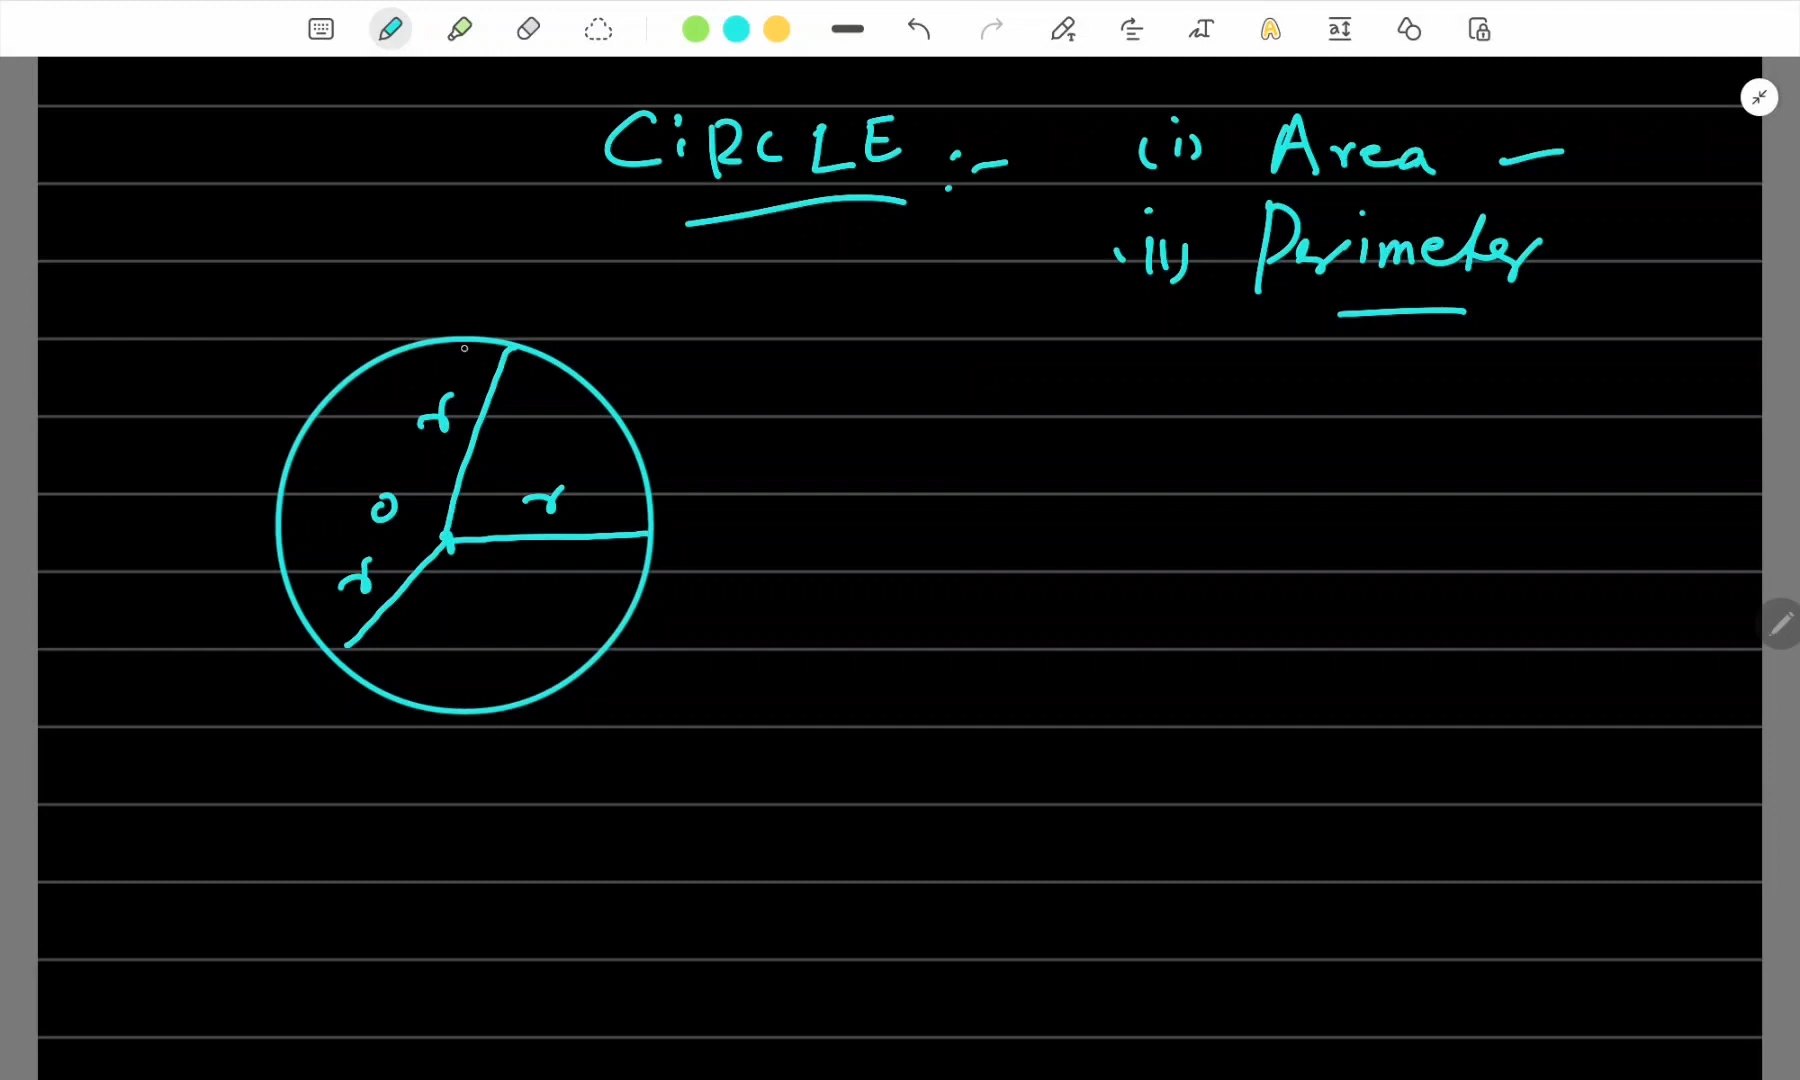 CiRCLE :- (i) Area —
(ii) Perimeter
r
r
o
r